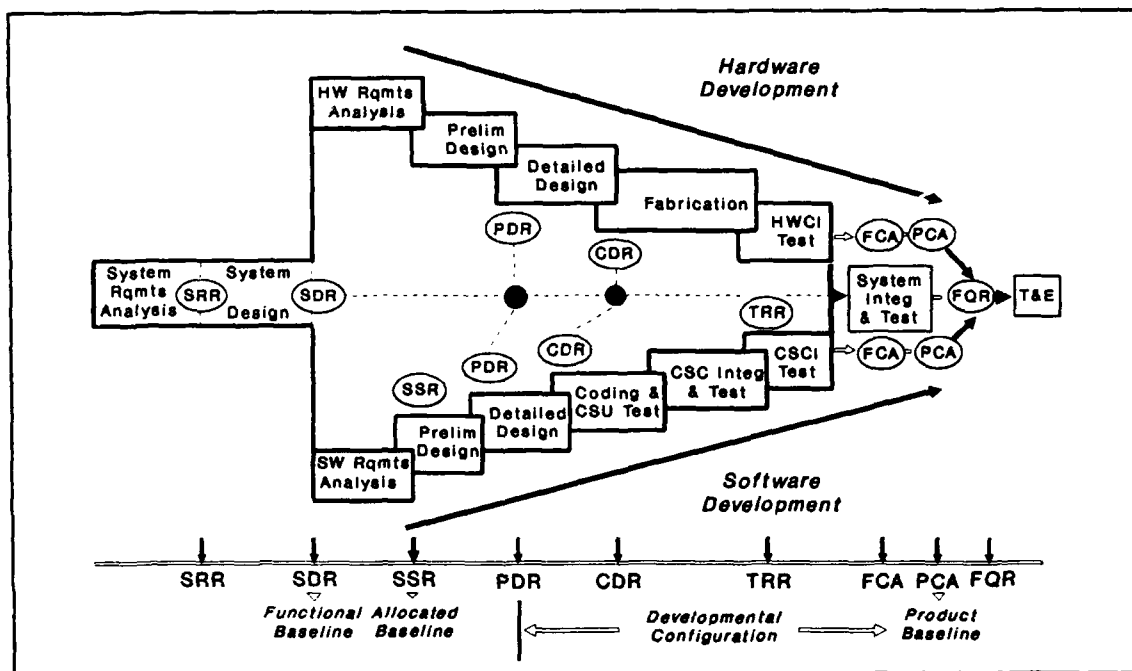 Hardware
Development
HW Rqmts
Analysis
Prelim
Design
Detailed
Design
Fabrication
HWCI
Test
PDR
CDR
FCA
PCA
System
Rqmts
Analysis
SRR
System
Design
SDR
System
Integ
& Test
FQR
T&E
TRR
PDR
CDR
SSR
CSCI
Test
FCA
PCA
CSC Integ
& Test
Coding &
CSU Test
Detailed
Design
Prelim
Design
SW Rqmts
Analysis
Software
Development
SRR SDR SSR PDR CDR TRR FCA PCA FQR
Functional
Baseline
Allocated
Baseline
Developmental
Configuration
Product
Baseline